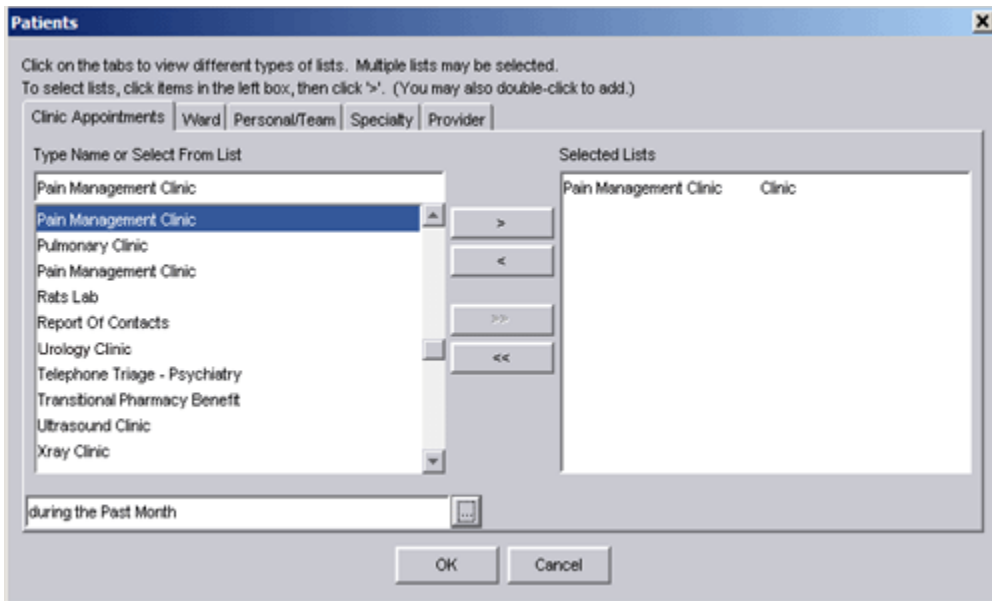 Patients
Click on the tabs to view different types of lists. Multiple lists may be selected.
To select lists, click items in the left box, then click '>'. (You may also double-click to add.)
Clinic Appointments Ward Personal/Team Specialty Provider
Type Name or Select From List
Selected Lists
Pain Management Clinic
Pain Management Clinic
Pulmonary Clinic
Pain Management Clinic
Rats Lab
Report Of Contacts
Urology Clinic
Telephone Triage - Psychiatry
Transitional Pharmacy Benefit
Ultrasound Clinic
Xray Clinic
>
<
>>
<<
Pain Management Clinic Clinic
during the Past Month
...
OK
Cancel